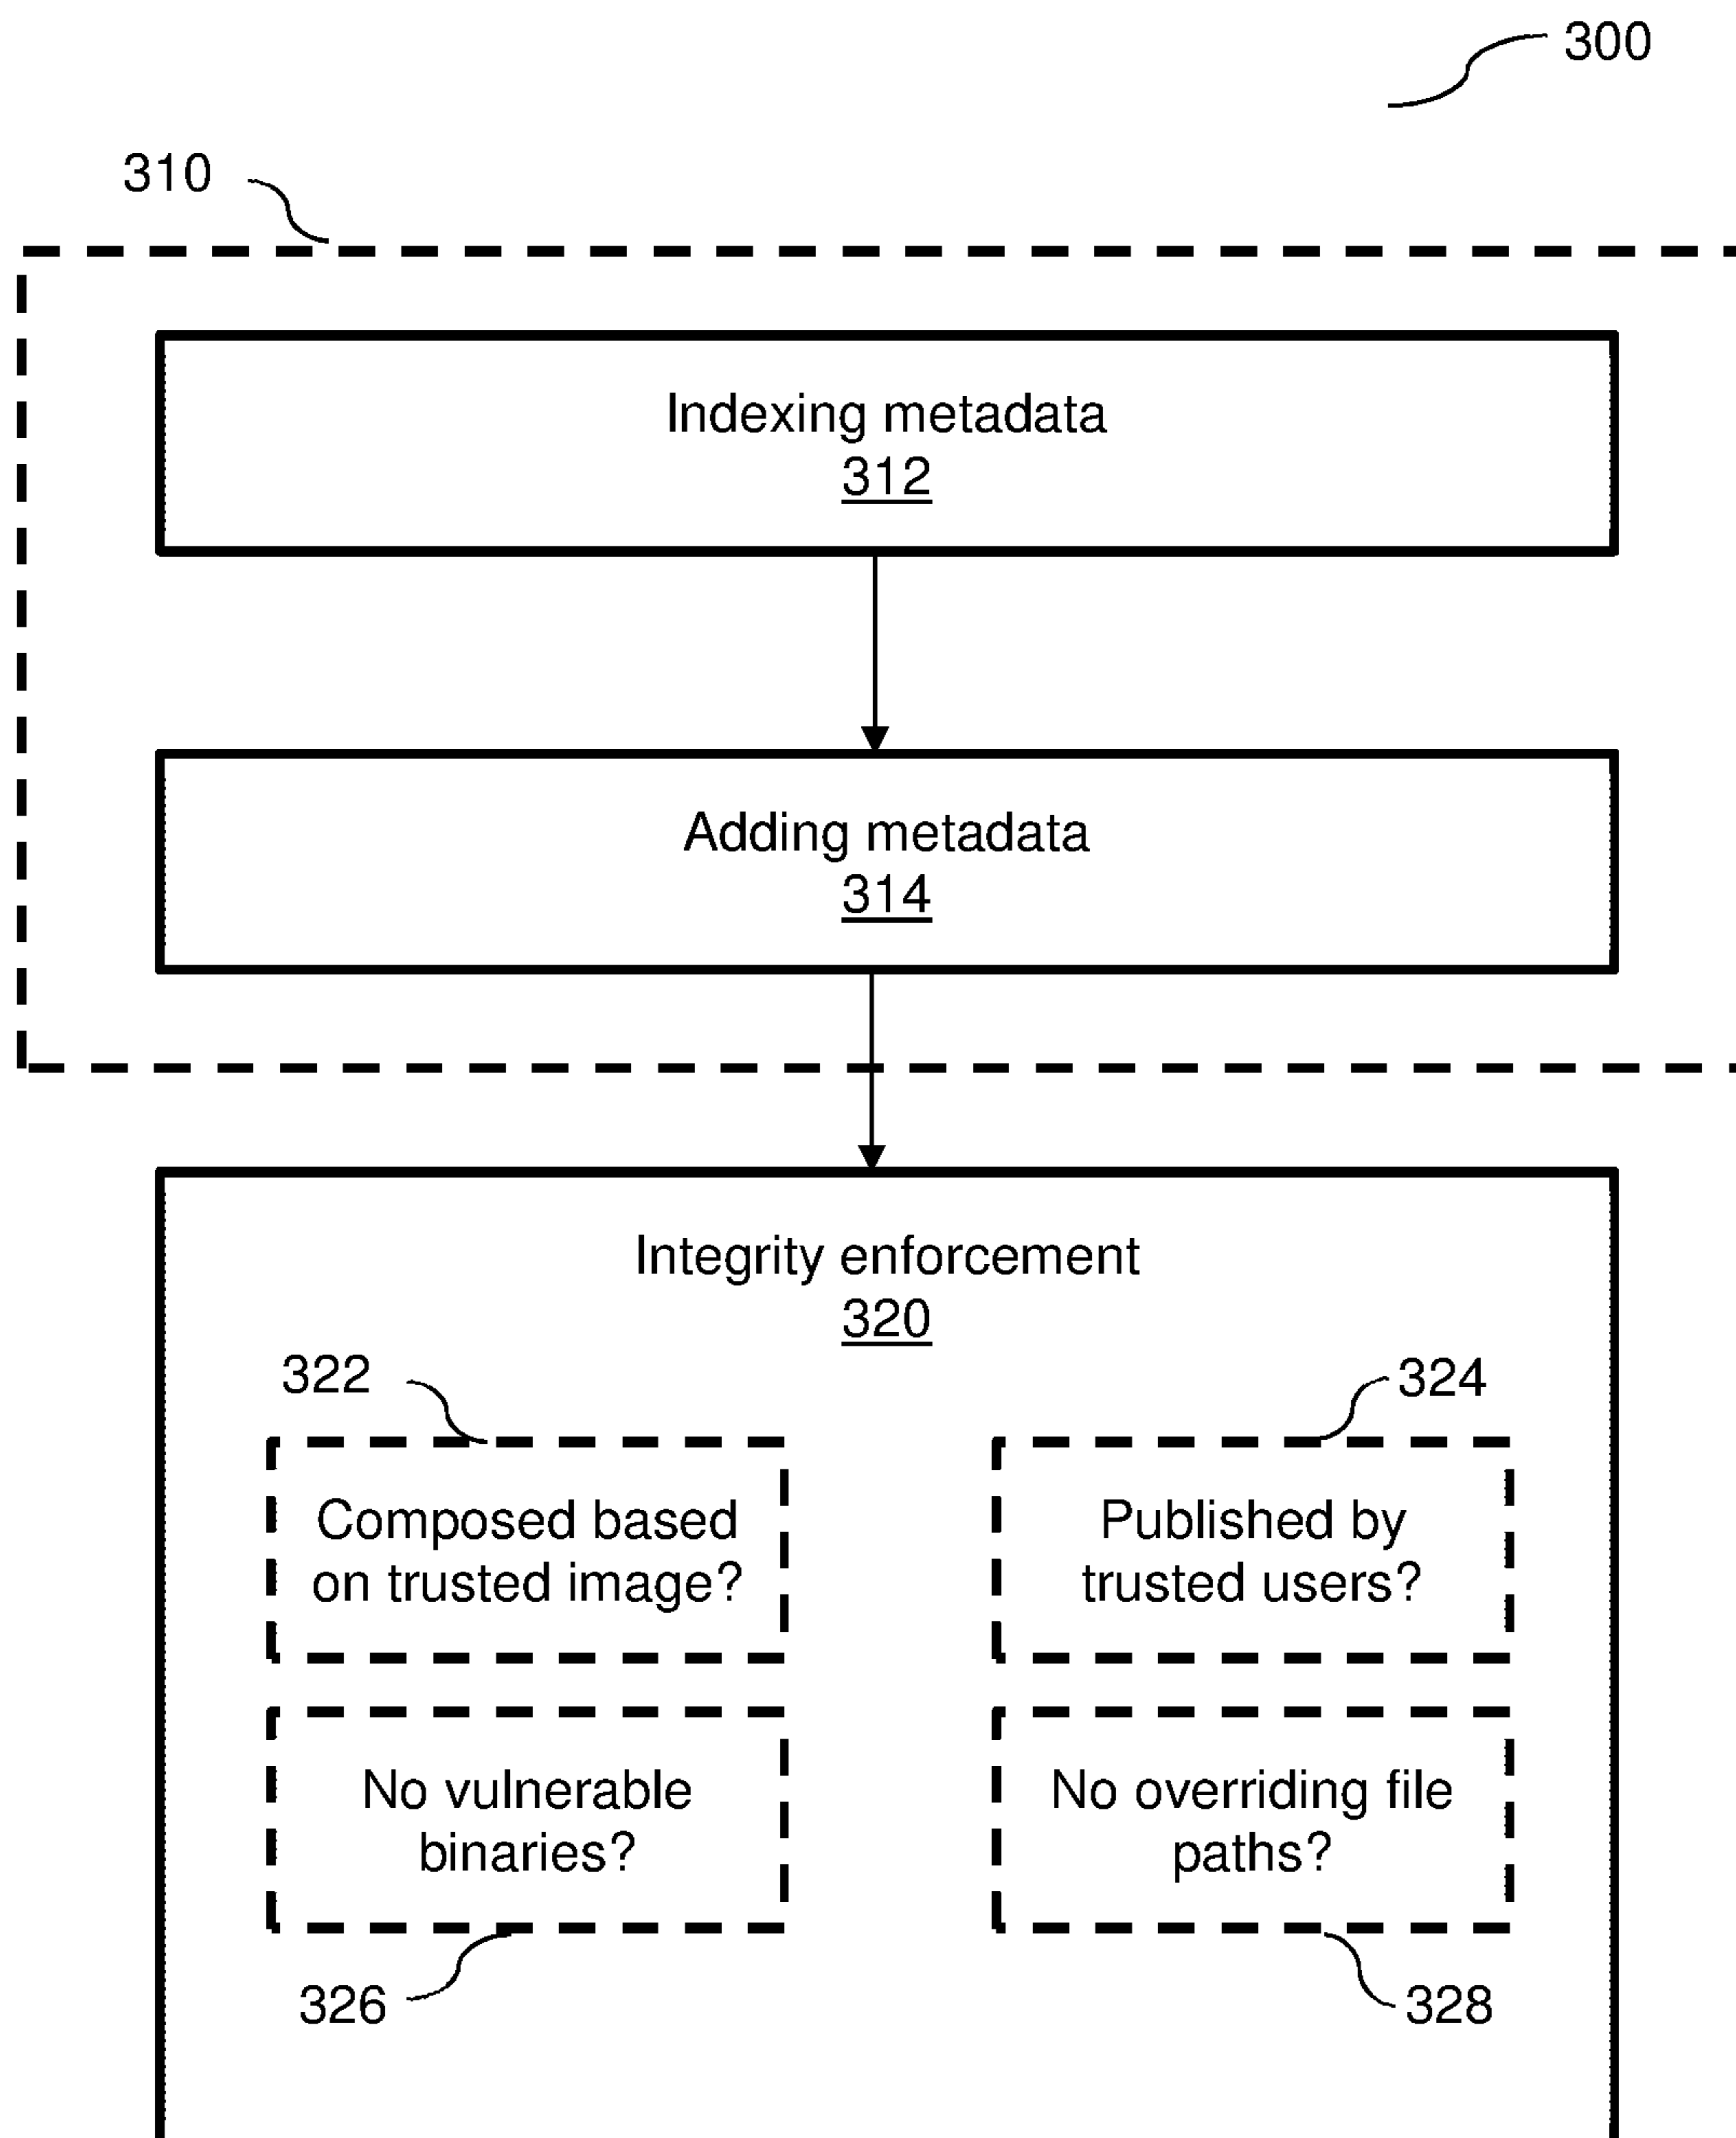 300
310
Indexing metadata
312
Adding metadata
314
Integrity enforcement
320
322
324
Composed based
on trusted image?
Published by
trusted users?
No vulnerable
binaries?
No overriding file
paths?
326
328